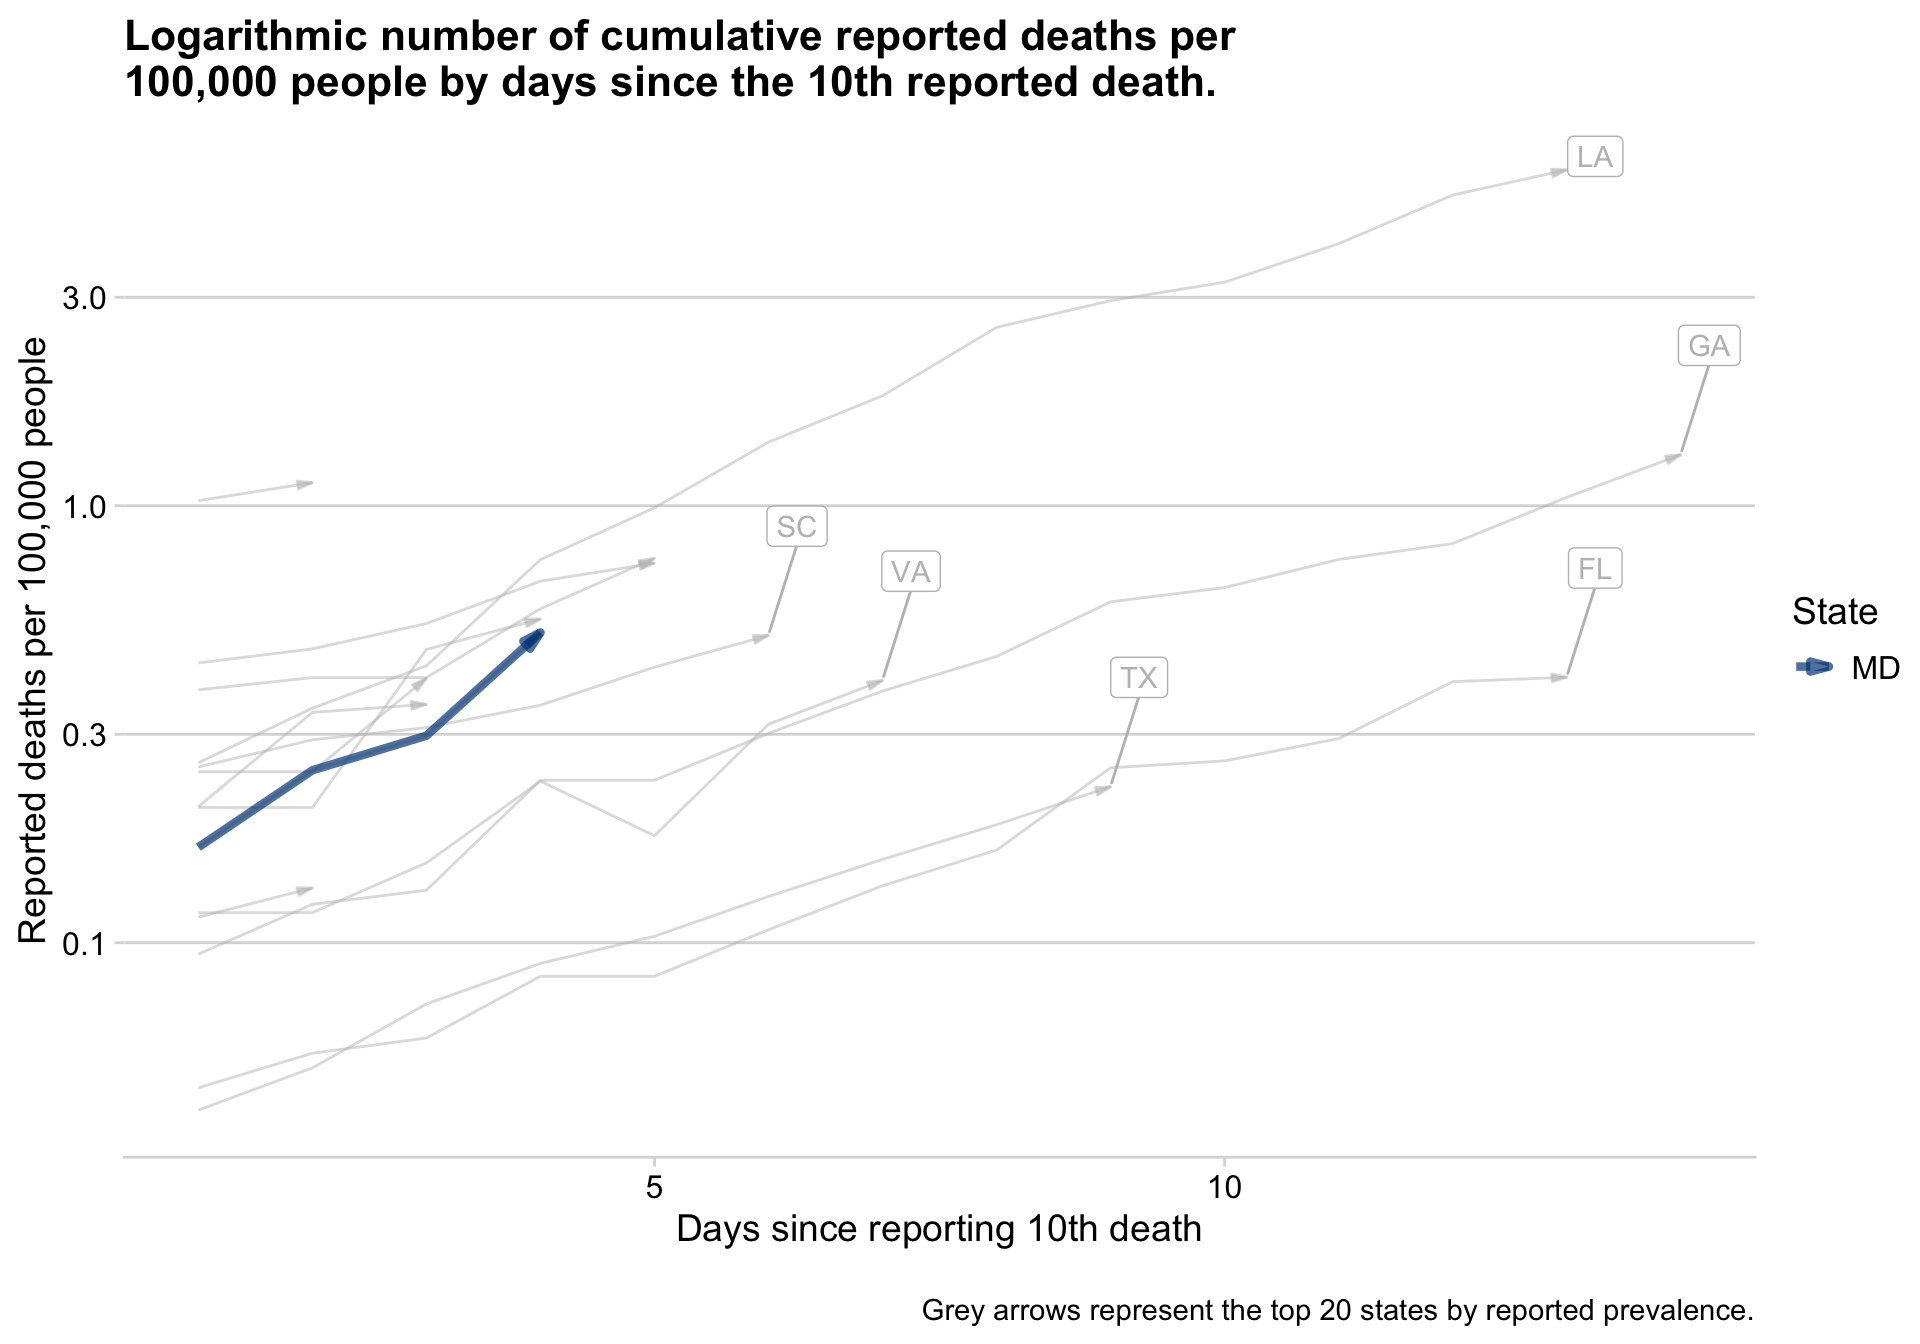 Logarithmic number of cumulative reported deaths per
100,000 people by days since the 10th reported death.
LA
3.0
GA
1.0
SC
VA
FL
TX
0.3
0.1
Reported deaths per 100,000 people
State
MD
5
10
Days since reporting 10th death
Grey arrows represent the top 20 states by reported prevalence.